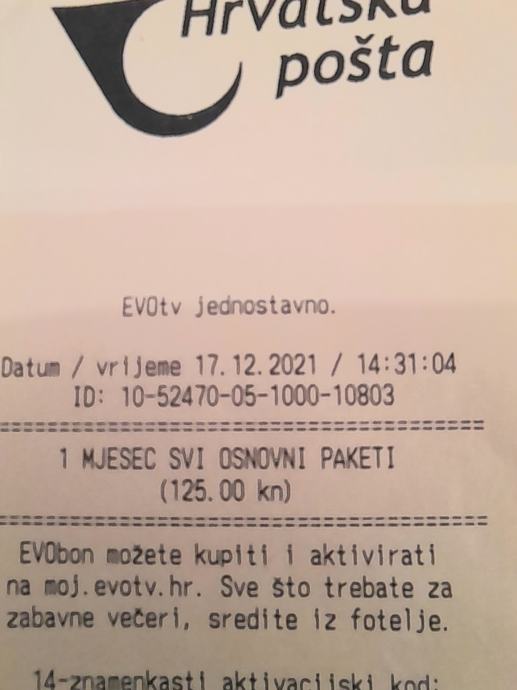 Hrvatska
pošta
EVOtv jednostavno.
Datum / vrijeme 17.12.2021 / 14:31:04
ID: 10-52470-05-1000-10803
1 MJESEC SVI OSNOVNI PAKETI
(125.00 kn)
EVObon možete kupiti i aktivirati
na moj.evotv.hr. Sve što trebate za
zabavne večeri, sredite iz fotelje.
14-znamenkasti aktivacijski kod: